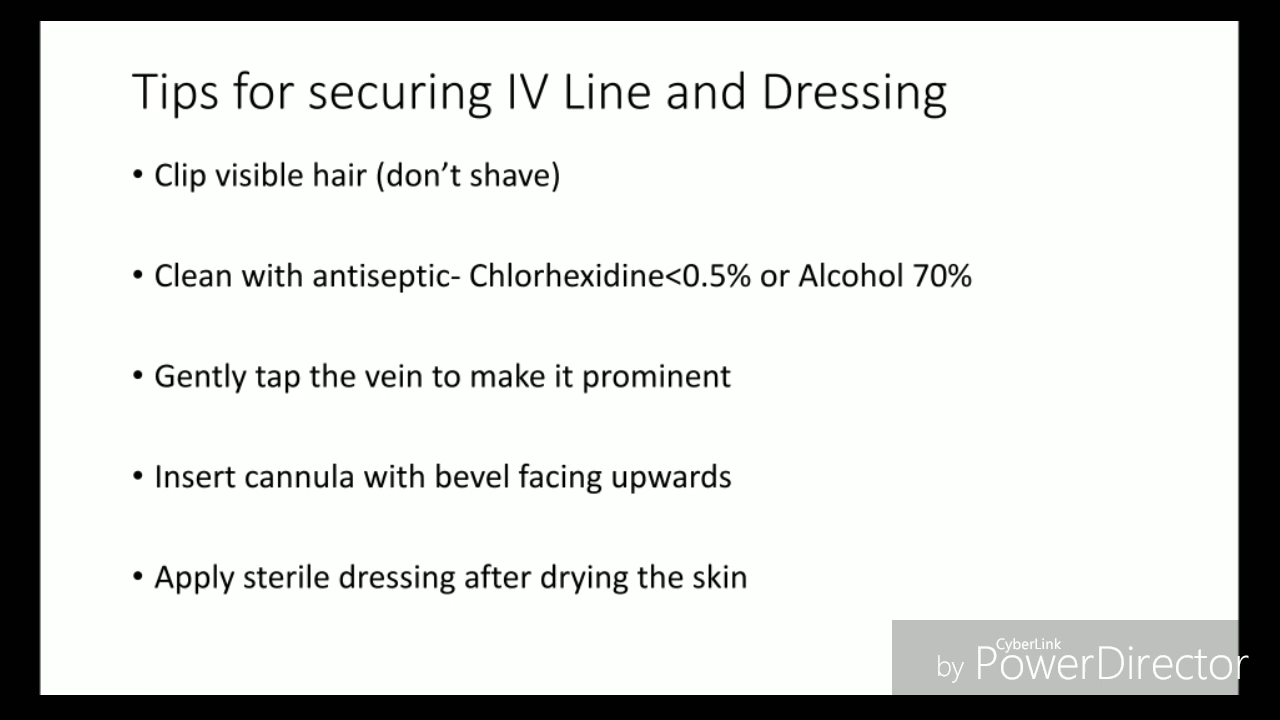 Tips for securing IV Line and Dressing
• Clip visible hair (don’t shave)
• Clean with antiseptic- Chlorhexidine<0.5% or Alcohol 70%
• Gently tap the vein to make it prominent
• Insert cannula with bevel facing upwards
• Apply sterile dressing after drying the skin
CyberLink
by PowerDirector